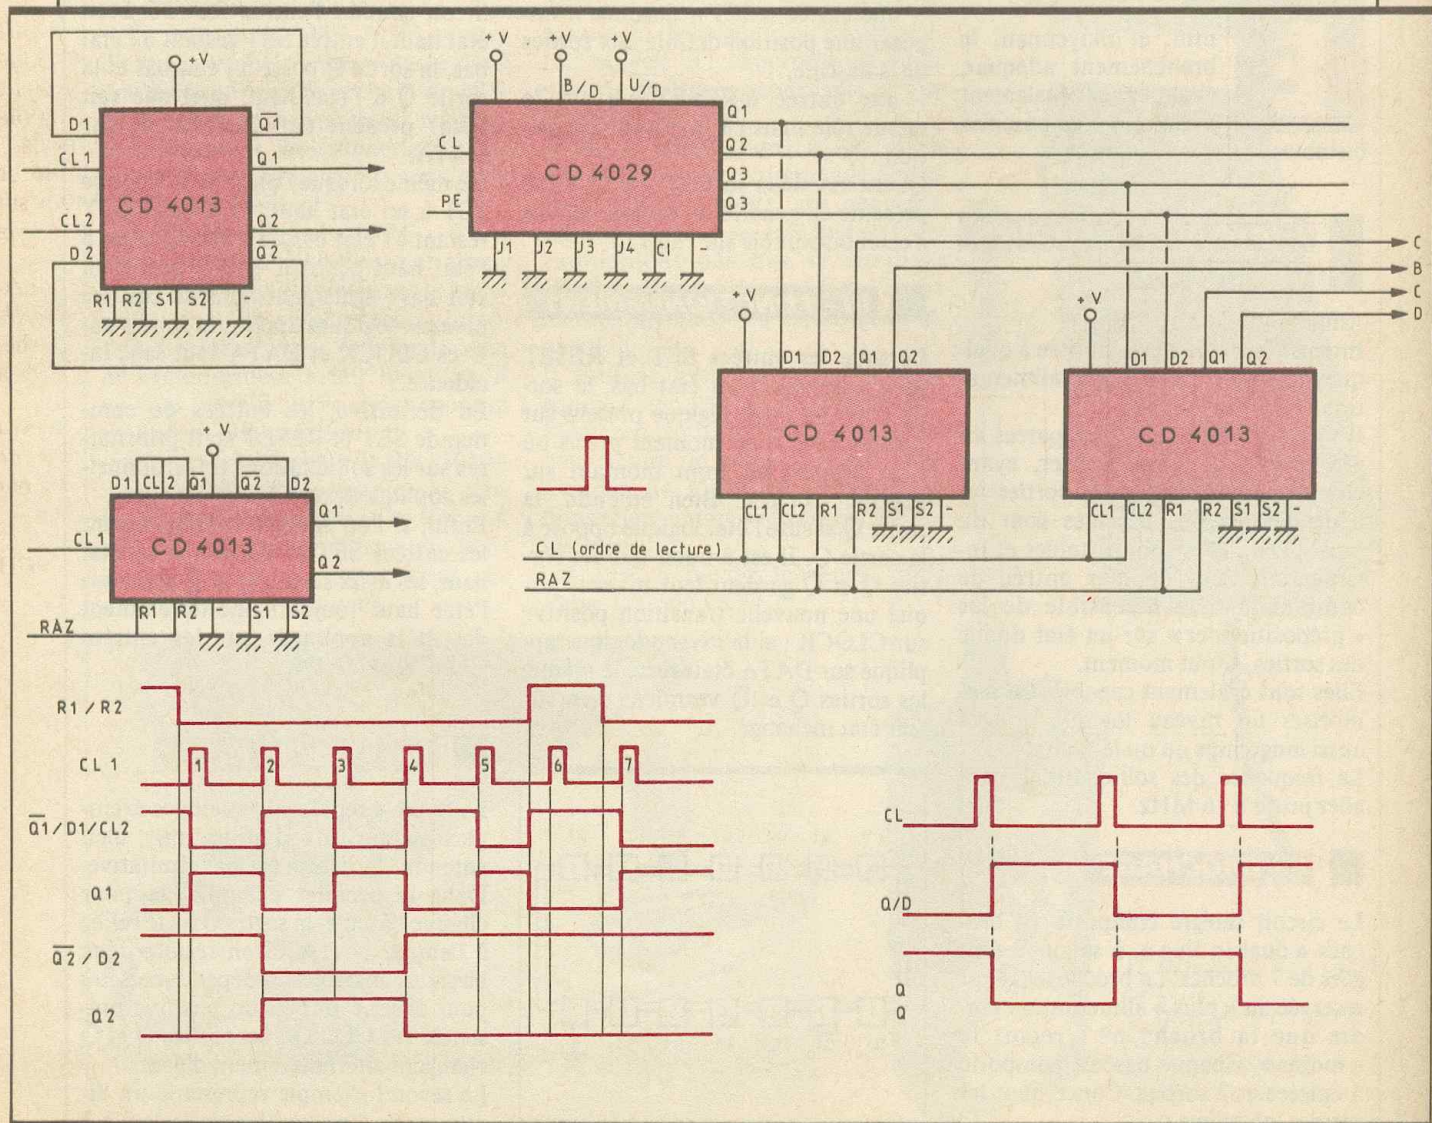 +V
D1
Q̅1̅
CL1
Q1
CD 4013
CL2
Q2
D2
Q̅2̅
R1 R2 S1 S2 -
+V +V +V
B/D U/D
CL
PE
CD 4029
Q1
Q2
Q3
Q3
J1 J2 J3 J4 CI -
C
B
C
D
+V
D1 D2 Q1 Q2
CD 4013
CL1 CL2 R1 R2 S1 S2 -
+V
D1 D2 Q1 Q2
CD 4013
CL1 CL2 R1 R2 S1 S2 -
CL (ordre de lecture)
RAZ
+V
D1 CL2 Q̅1̅ Q̅2̅ D2
CL1
CD 4013
Q1
Q2
R1 R2 - S1 S2
RAZ
R1/R2
CL1
1 2 3 4 5 6 7
Q̅1̅/D1/CL2
Q1
Q̅2̅/D2
Q2
CL
Q/D
Q
Q